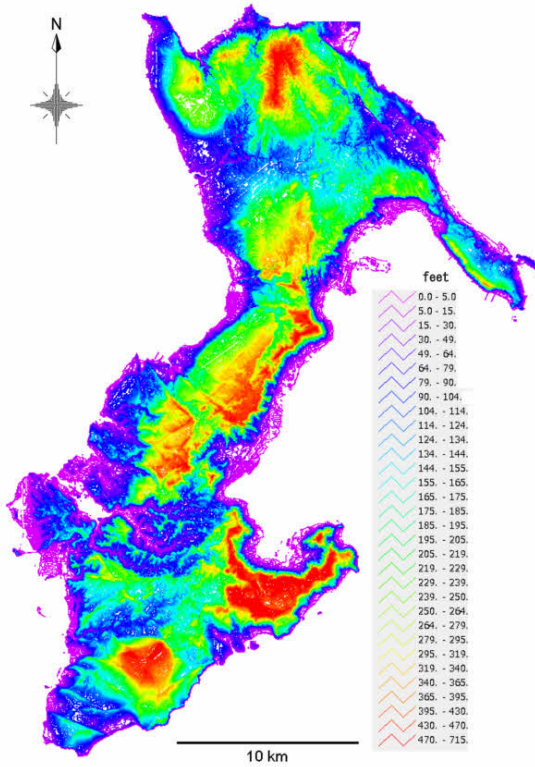 N
feet
0.0 - 5.0
5.0 - 15.
15. - 30.
30. - 49.
49. - 64.
64. - 79.
79. - 90.
90. - 104.
104. - 114.
114. - 124.
124. - 134.
134. - 144.
144. - 155.
155. - 165.
165. - 175.
175. - 185.
185. - 195.
195. - 205.
205. - 219.
219. - 229.
229. - 239.
239. - 250.
250. - 264.
264. - 279.
279. - 295.
295. - 319.
319. - 340.
340. - 365.
365. - 395.
395. - 430.
430. - 470.
470. - 715.
10 km